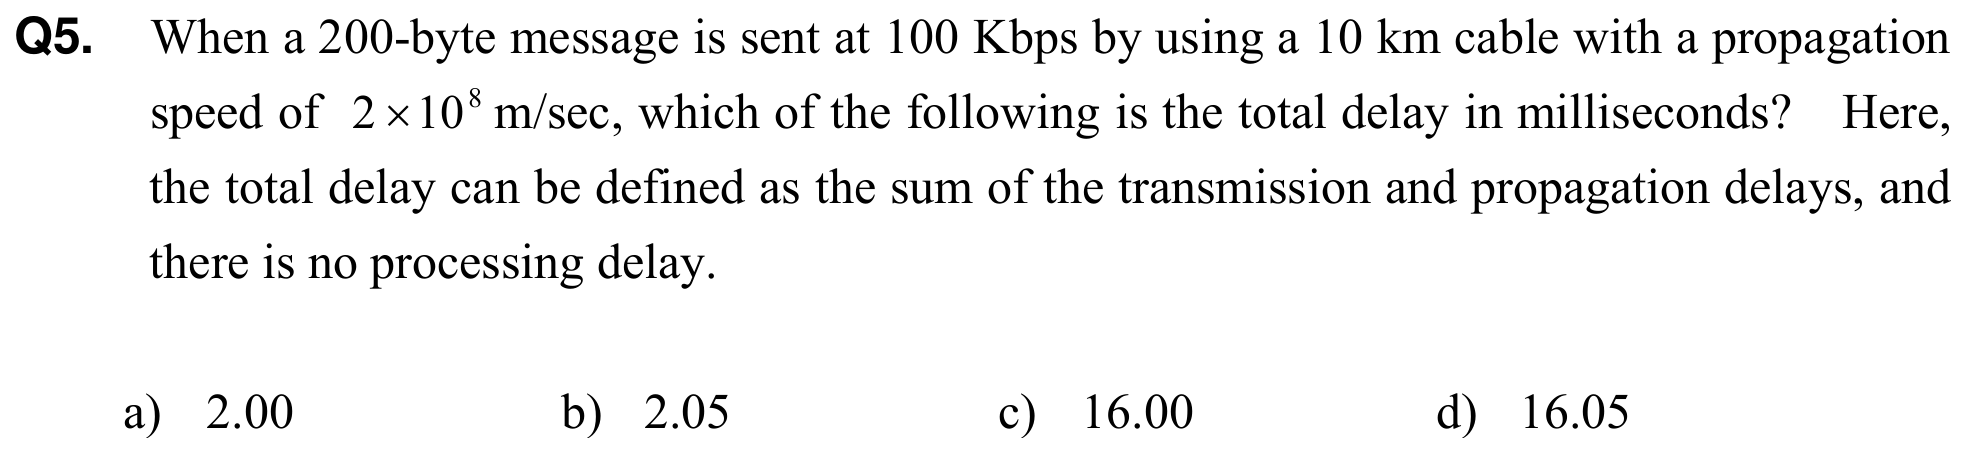 Q5. When a 200-byte message is sent at 100 Kbps by using a 10 km cable with a propagation
speed of 2×10⁸ m/sec, which of the following is the total delay in milliseconds? Here,
the total delay can be defined as the sum of the transmission and propagation delays, and
there is no processing delay.
a) 2.00 b) 2.05 c) 16.00 d) 16.05